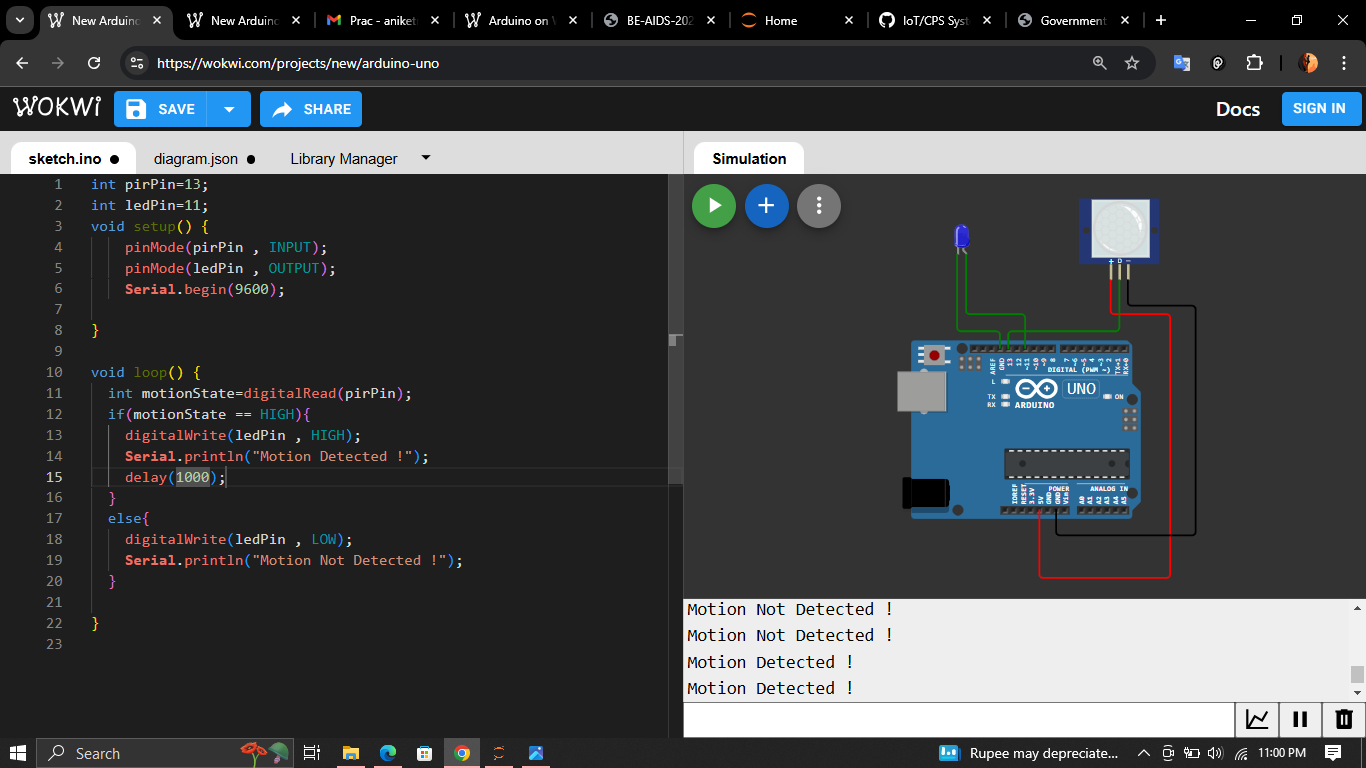 New Arduino
New Arduino
Prac - aniket
Arduino on W
BE-AIDS-202
Home
IoT/CPS Syst
Government
https://wokwi.com/projects/new/arduino-uno
WOKWI
SAVE
SHARE
Docs
SIGN IN
sketch.ino
diagram.json
Library Manager
Simulation
1 int pirPin=13;
2 int ledPin=11;
3 void setup() {
4 pinMode(pirPin , INPUT);
5 pinMode(ledPin , OUTPUT);
6 Serial.begin(9600);
7
8 }
9
10 void loop() {
11 int motionState=digitalRead(pirPin);
12 if(motionState == HIGH){
13 digitalWrite(ledPin , HIGH);
14 Serial.println("Motion Detected !");
15 delay(1000);
16 }
17 else{
18 digitalWrite(ledPin , LOW);
19 Serial.println("Motion Not Detected !");
20 }
21
22 }
23
+ D −
AREF GND 13 12 ~11 ~10 ~9 8 7 ~6 ~5 4 ~3 2 TX→1 RX←0
DIGITAL (PWM ~)
L
TX
RX
UNO
ON
ARDUINO
IOREF RESET 3.3V 5V GND GND Vin
POWER
ANALOG IN
A0 A1 A2 A3 A4 A5
Motion Not Detected !
Motion Not Detected !
Motion Detected !
Motion Detected !
Search
Rupee may depreciate...
11:00 PM